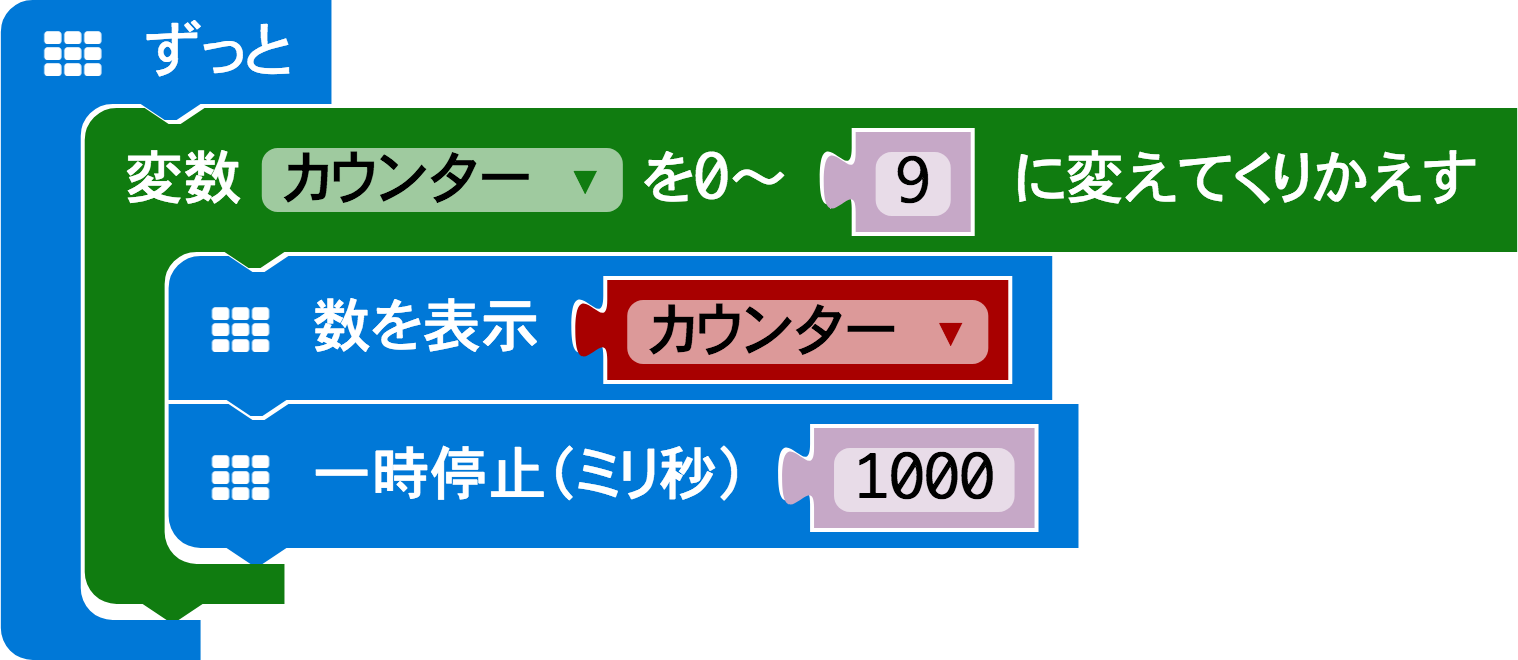 ずっと
変数 カウンター ▼ を0～ 9 に変えてくりかえす
数を表示 カウンター ▼
一時停止（ミリ秒） 1000